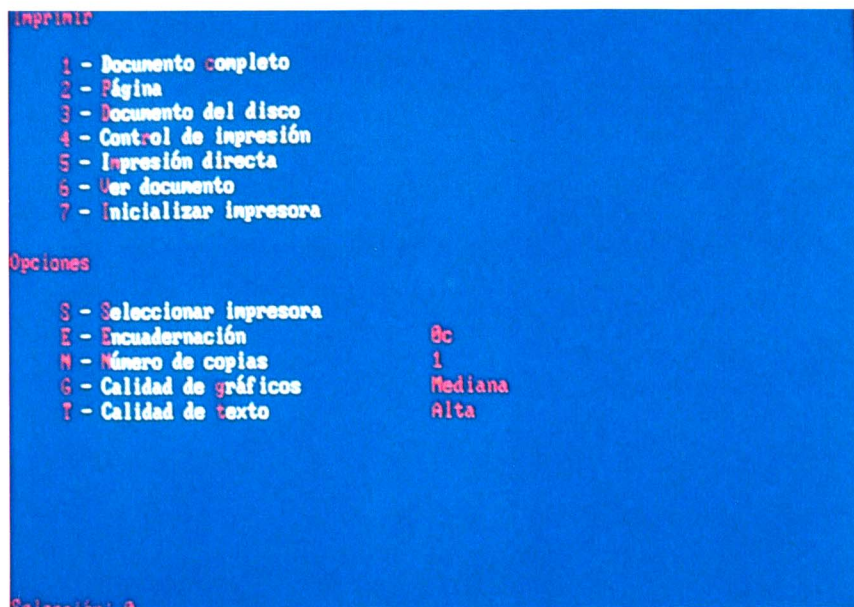 Imprimir
1 - Documento completo
2 - Página
3 - Documento del disco
4 - Control de impresión
5 - Impresión directa
6 - Ver documento
7 - Inicializar impresora
Opciones
S - Seleccionar impresora
E - Encuadernación 0c
N - Número de copias 1
G - Calidad de gráficos Mediana
T - Calidad de texto Alta
Selección: 0